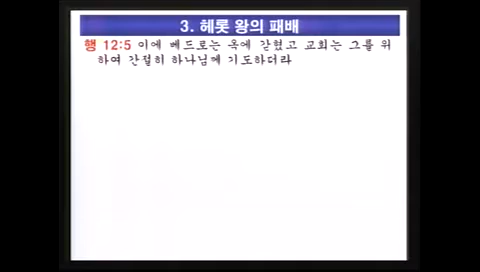 3. 헤롯 왕의 패배
행 12:5 이에 베드로는 옥에 갇혔고 교회는 그를 위
하여 간절히 하나님께 기도하더라